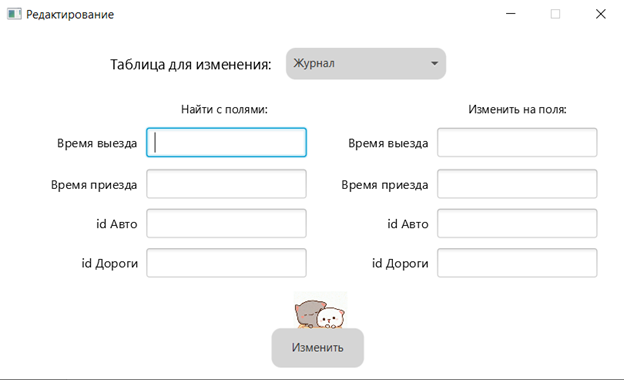 Редактирование
Таблица для изменения: Журнал
Найти с полями: Изменить на поля:
Время выезда Время выезда
Время приезда Время приезда
id Авто id Авто
id Дороги id Дороги
Изменить